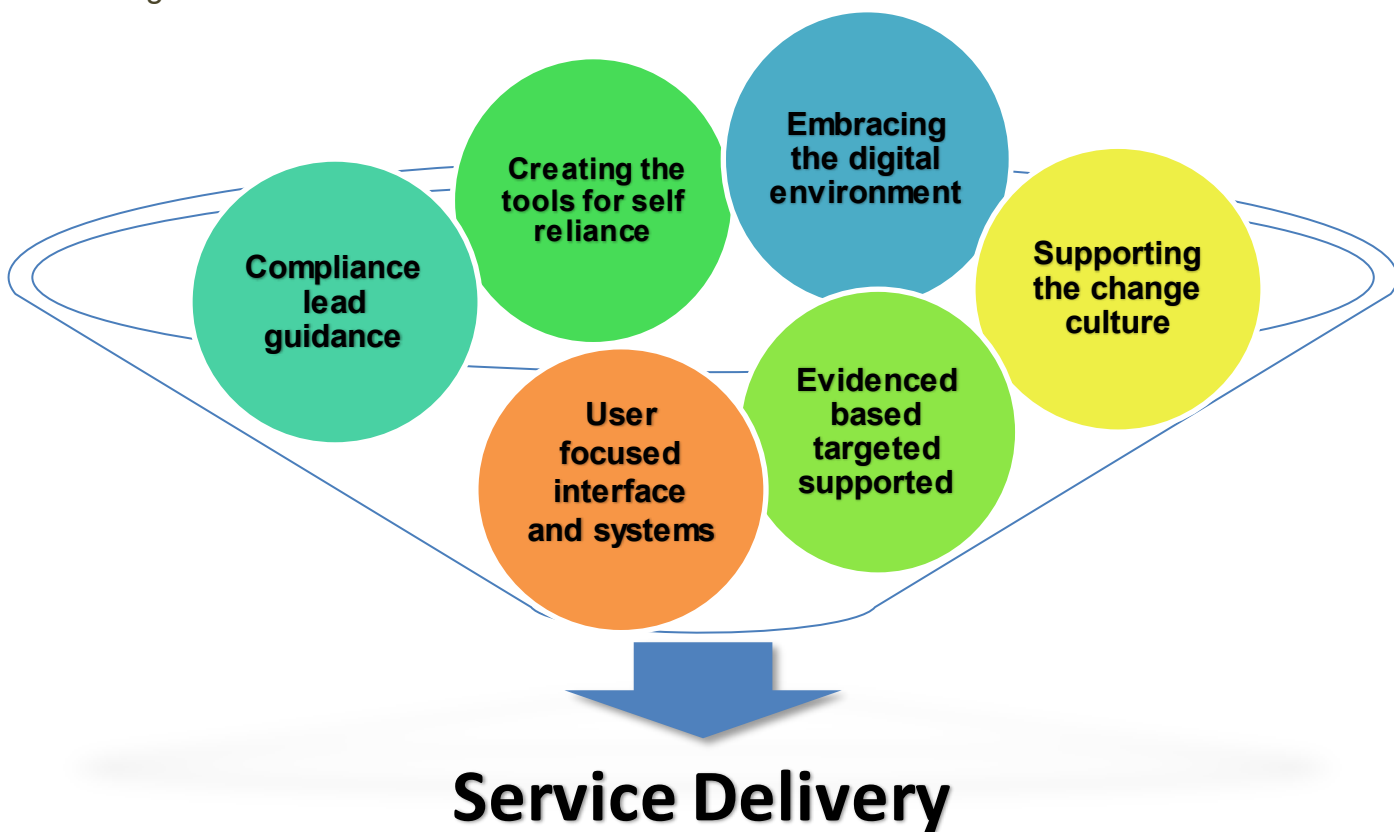 Embracing
the digital
environment
Creating the
tools for self
reliance
Supporting
the change
culture
Compliance
lead
guidance
Evidenced
based
targeted
supported
User
focused
interface
and systems
Service Delivery